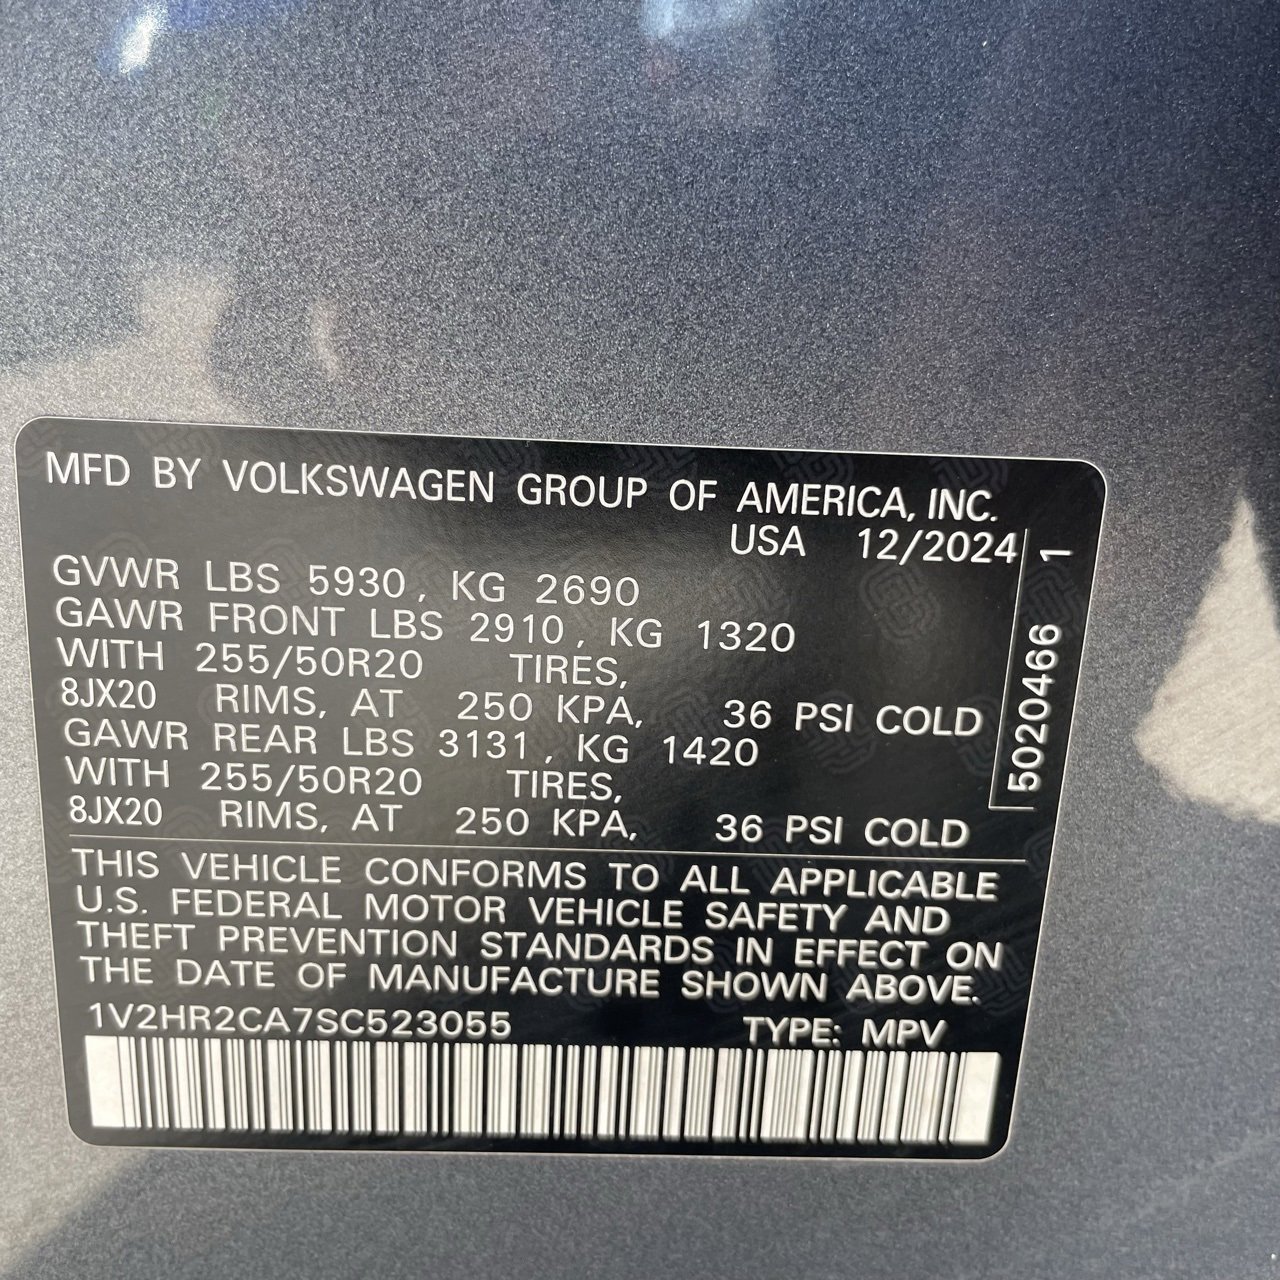 MFD BY VOLKSWAGEN GROUP OF AMERICA, INC.
USA 12/2024
GVWR LBS 5930, KG 2690
GAWR FRONT LBS 2910, KG 1320
WITH 255/50R20 TIRES,
8JX20 RIMS, AT 250 KPA, 36 PSI COLD
GAWR REAR LBS 3131, KG 1420
WITH 255/50R20 TIRES,
8JX20 RIMS, AT 250 KPA, 36 PSI COLD
5020466 1
THIS VEHICLE CONFORMS TO ALL APPLICABLE
U.S. FEDERAL MOTOR VEHICLE SAFETY AND
THEFT PREVENTION STANDARDS IN EFFECT ON
THE DATE OF MANUFACTURE SHOWN ABOVE.
1V2HR2CA7SC523055 TYPE: MPV